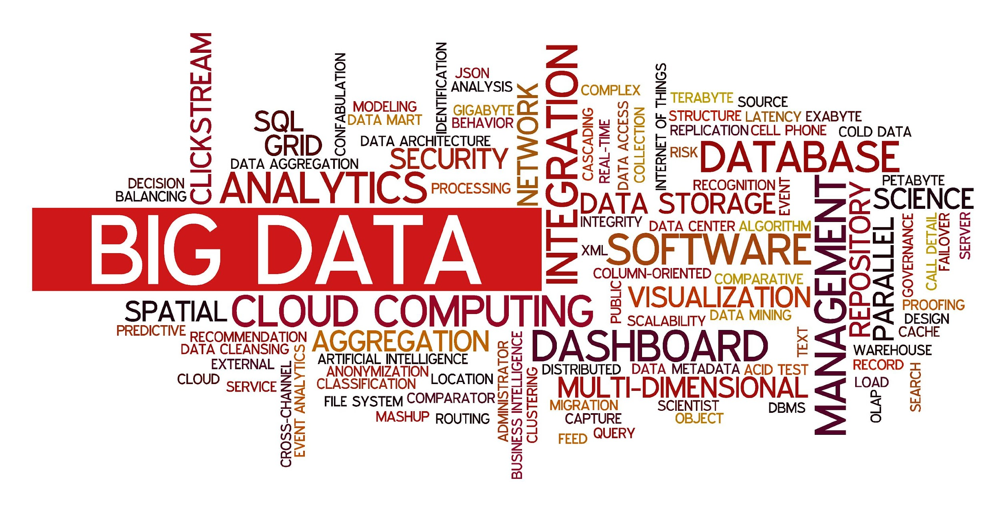 CLICKSTREAM
CONFABULATION
IDENTIFICATION
JSON
ANALYSIS
MODELING
DATA MART
GIGABYTE
BEHAVIOR
NETWORK
INTEGRATION
SQL
GRID
DATA ARCHITECTURE
SECURITY
DATA AGGREGATION
ANALYTICS
PROCESSING
DECISION
BALANCING
COMPLEX
CASCADING
REAL-TIME
DATA ACCESS
COLLECTION
INTERNET OF THINGS
TERABYTE
SOURCE
STRUCTURE
LATENCY
EXABYTE
REPLICATION
CELL PHONE
COLD DATA
RISK
DATABASE
RECOGNITION
EVENT
DATA STORAGE
PETABYTE
SCIENCE
BIG DATA
INTEGRITY
DATA CENTER
ALGORITHM
XML
SOFTWARE
COLUMN-ORIENTED
COMPARATIVE
PUBLIC
VISUALIZATION
SCALABILITY
DATA MINING
MANAGEMENT
REPOSITORY
PARALLEL
GOVERNANCE
CALL DETAIL
FAILOVER
SERVER
PROOFING
DESIGN
CACHE
WAREHOUSE
RECORD
LOAD
OLAP
SEARCH
SPATIAL
CLOUD COMPUTING
PREDICTIVE
RECOMMENDATION
DATA CLEANSING
EXTERNAL
CLOUD
SERVICE
CROSS-CHANNEL
EVENT ANALYTICS
AGGREGATION
ARTIFICIAL INTELLIGENCE
ANONYMIZATION
CLASSIFICATION
LOCATION
FILE SYSTEM
COMPARATOR
MASHUP
ROUTING
ADMINISTRATOR
BUSINESS INTELLIGENCE
CLUSTERING
DASHBOARD
TEXT
DISTRIBUTED
DATA
METADATA
ACID TEST
MULTI-DIMENSIONAL
MIGRATION
SCIENTIST
DBMS
CAPTURE
OBJECT
FEED
QUERY